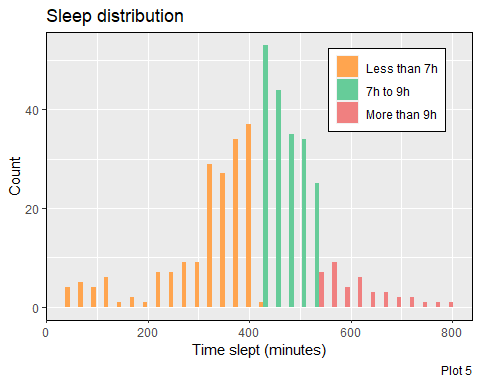 Sleep distribution
Less than 7h
7h to 9h
More than 9h
Count
40
20
0
0 200 400 600 800
Time slept (minutes)
Plot 5